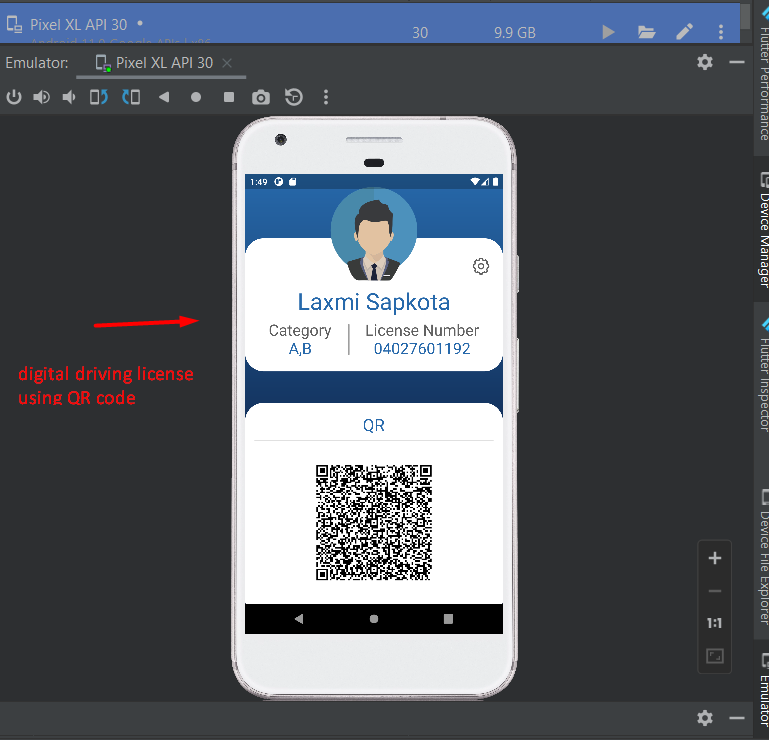 Pixel XL API 30
30
9.9 GB
Android 11.0 Google APIs | x86
Emulator:
Pixel XL API 30
1:49
Laxmi Sapkota
Category
License Number
A,B
04027601192
QR
digital driving license
using QR code
1:1
Flutter Performance
Device Manager
Flutter Inspector
Device File Explorer
Emulator